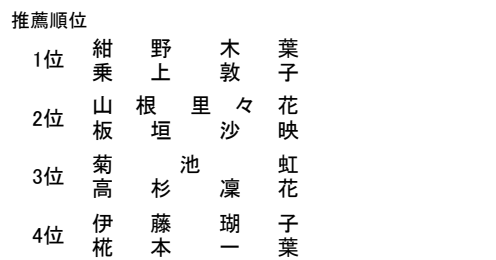 推薦順位
1位 紺野木葉
乗上敦子
2位 山根里々花
板垣沙映
3位 菊池虹
高杉凜花
4位 伊藤瑚子
椛本一葉